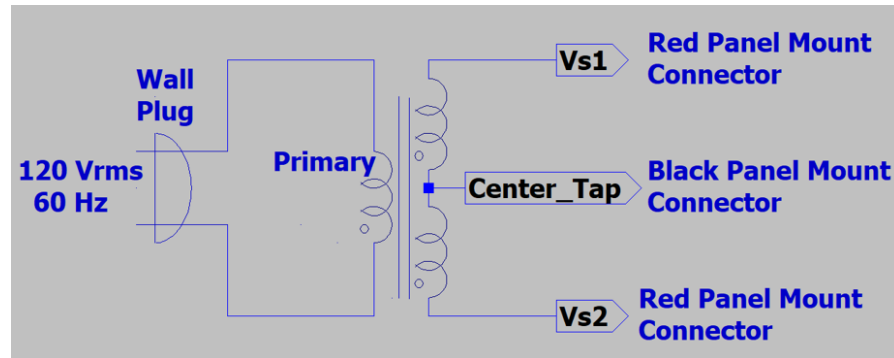 Wall
Plug
120 Vrms
60 Hz
Primary
Vs1
Red Panel Mount
Connector
Center_Tap
Black Panel Mount
Connector
Vs2
Red Panel Mount
Connector